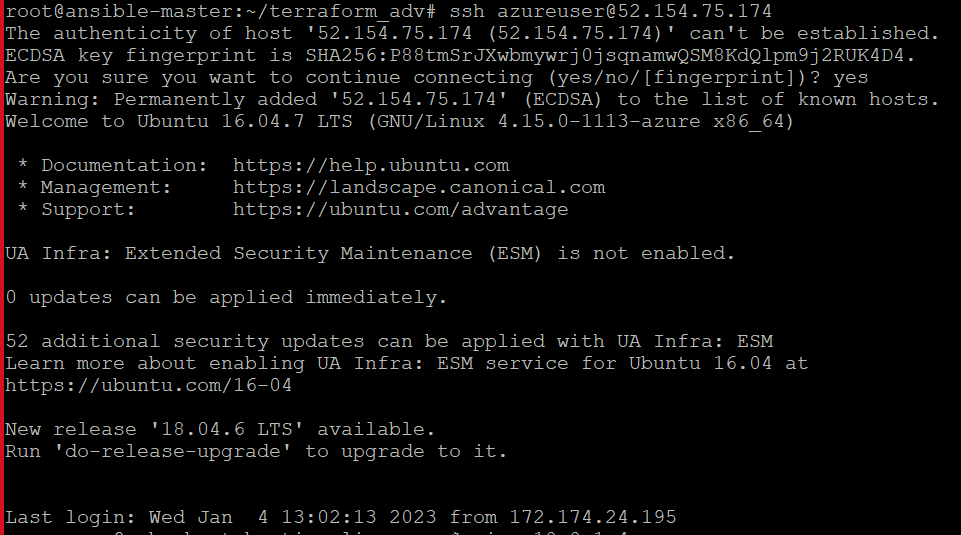 root@ansible-master:~/terraform_adv# ssh azureuser@52.154.75.174
The authenticity of host '52.154.75.174 (52.154.75.174)' can't be established.
ECDSA key fingerprint is SHA256:P88tmSrJXwbmywrj0jsqnamwQSM8KdQlpm9j2RUK4D4.
Are you sure you want to continue connecting (yes/no/[fingerprint])? yes
Warning: Permanently added '52.154.75.174' (ECDSA) to the list of known hosts.
Welcome to Ubuntu 16.04.7 LTS (GNU/Linux 4.15.0-1113-azure x86_64)
* Documentation:  https://help.ubuntu.com
* Management:     https://landscape.canonical.com
* Support:        https://ubuntu.com/advantage
UA Infra: Extended Security Maintenance (ESM) is not enabled.
0 updates can be applied immediately.
52 additional security updates can be applied with UA Infra: ESM
Learn more about enabling UA Infra: ESM service for Ubuntu 16.04 at
https://ubuntu.com/16-04
New release '18.04.6 LTS' available.
Run 'do-release-upgrade' to upgrade to it.
Last login: Wed Jan  4 13:02:13 2023 from 172.174.24.195